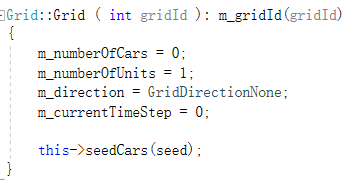 Grid::Grid ( int gridId ): m_gridId(gridId)
{
m_numberOfCars = 0;
m_numberOfUnits = 1;
m_direction = GridDirectionNone;
m_currentTimeStep = 0;
this->seedCars(seed);
}